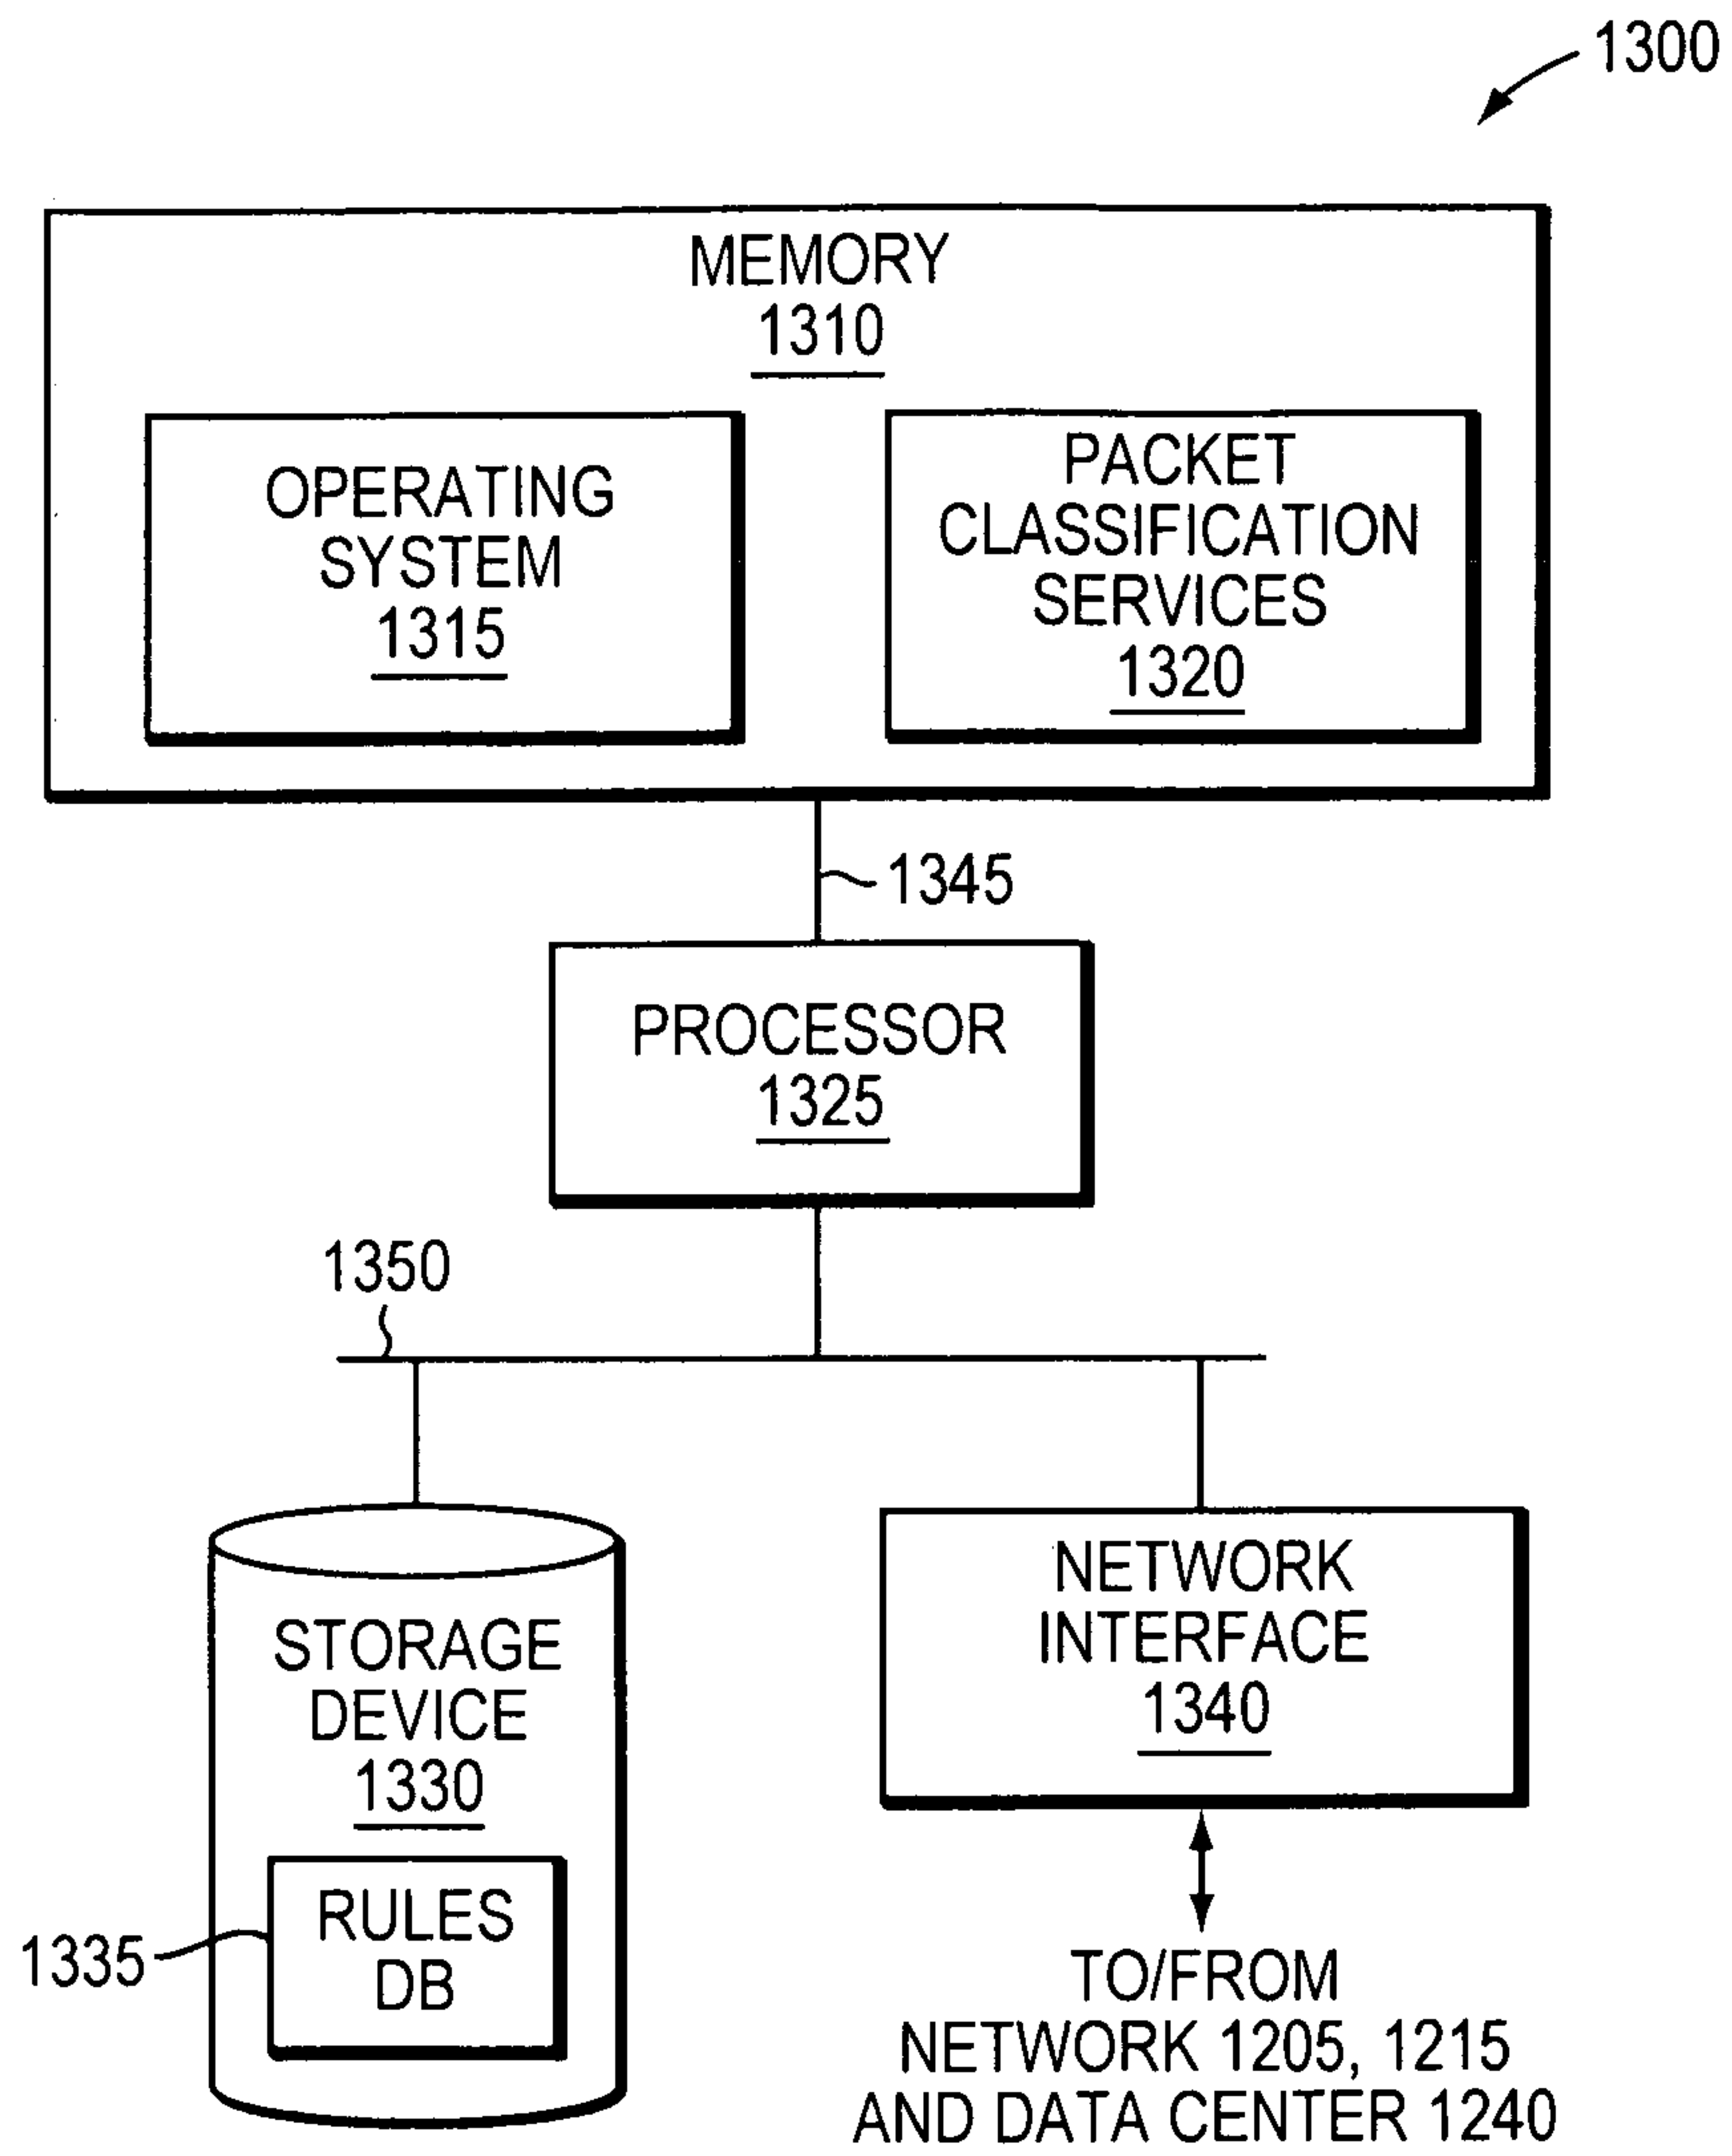 1300
MEMORY
1310
OPERATING
SYSTEM
1315
PACKET
CLASSIFICATION
SERVICES
1320
1345
PROCESSOR
1325
1350
STORAGE
DEVICE
1330
RULES
DB
1335
NETWORK
INTERFACE
1340
TO/FROM
NETWORK 1205, 1215
AND DATA CENTER 1240